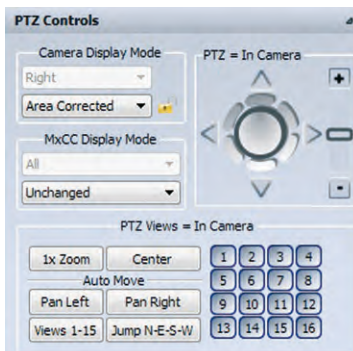 PTZ Controls
Camera Display Mode
Right
Area Corrected
MxCC Display Mode
All
Unchanged
PTZ = In Camera
+
-
PTZ Views = In Camera
1x Zoom Center
Auto Move
Pan Left Pan Right
Views 1-15 Jump N-E-S-W
1 2 3 4
5 6 7 8
9 10 11 12
13 14 15 16